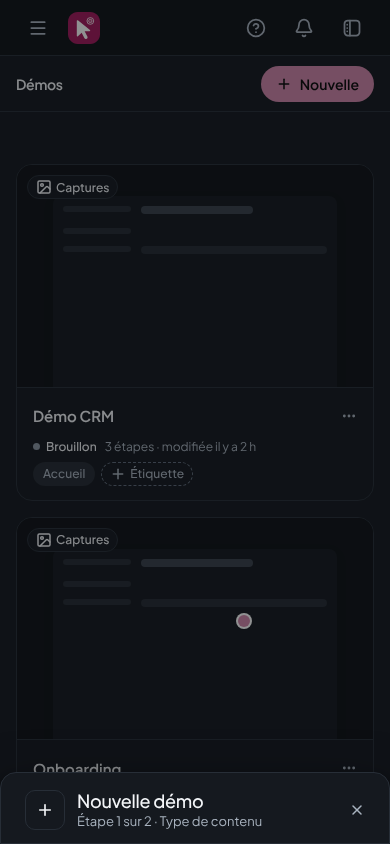 Démos
Nouvelle
Captures
Démo CRM
Brouillon 3 étapes · modifiée il y a 2 h
Accueil Étiquette
Captures
Onboarding
Nouvelle démo
Étape 1 sur 2 · Type de contenu